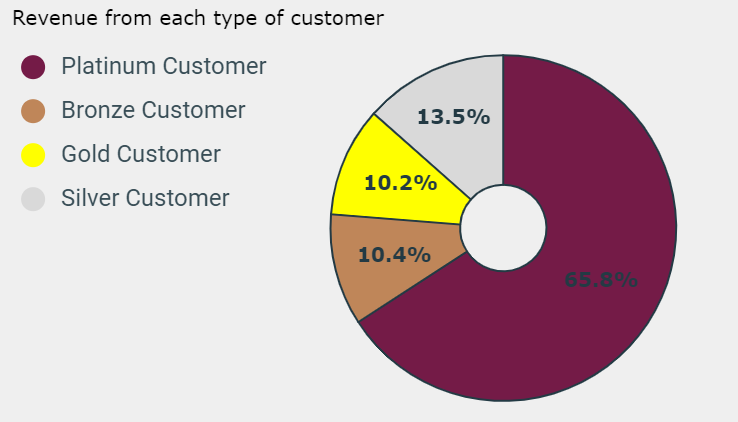 Revenue from each type of customer
Platinum Customer
Bronze Customer
Gold Customer
Silver Customer
13.5%
10.2%
10.4%
65.8%